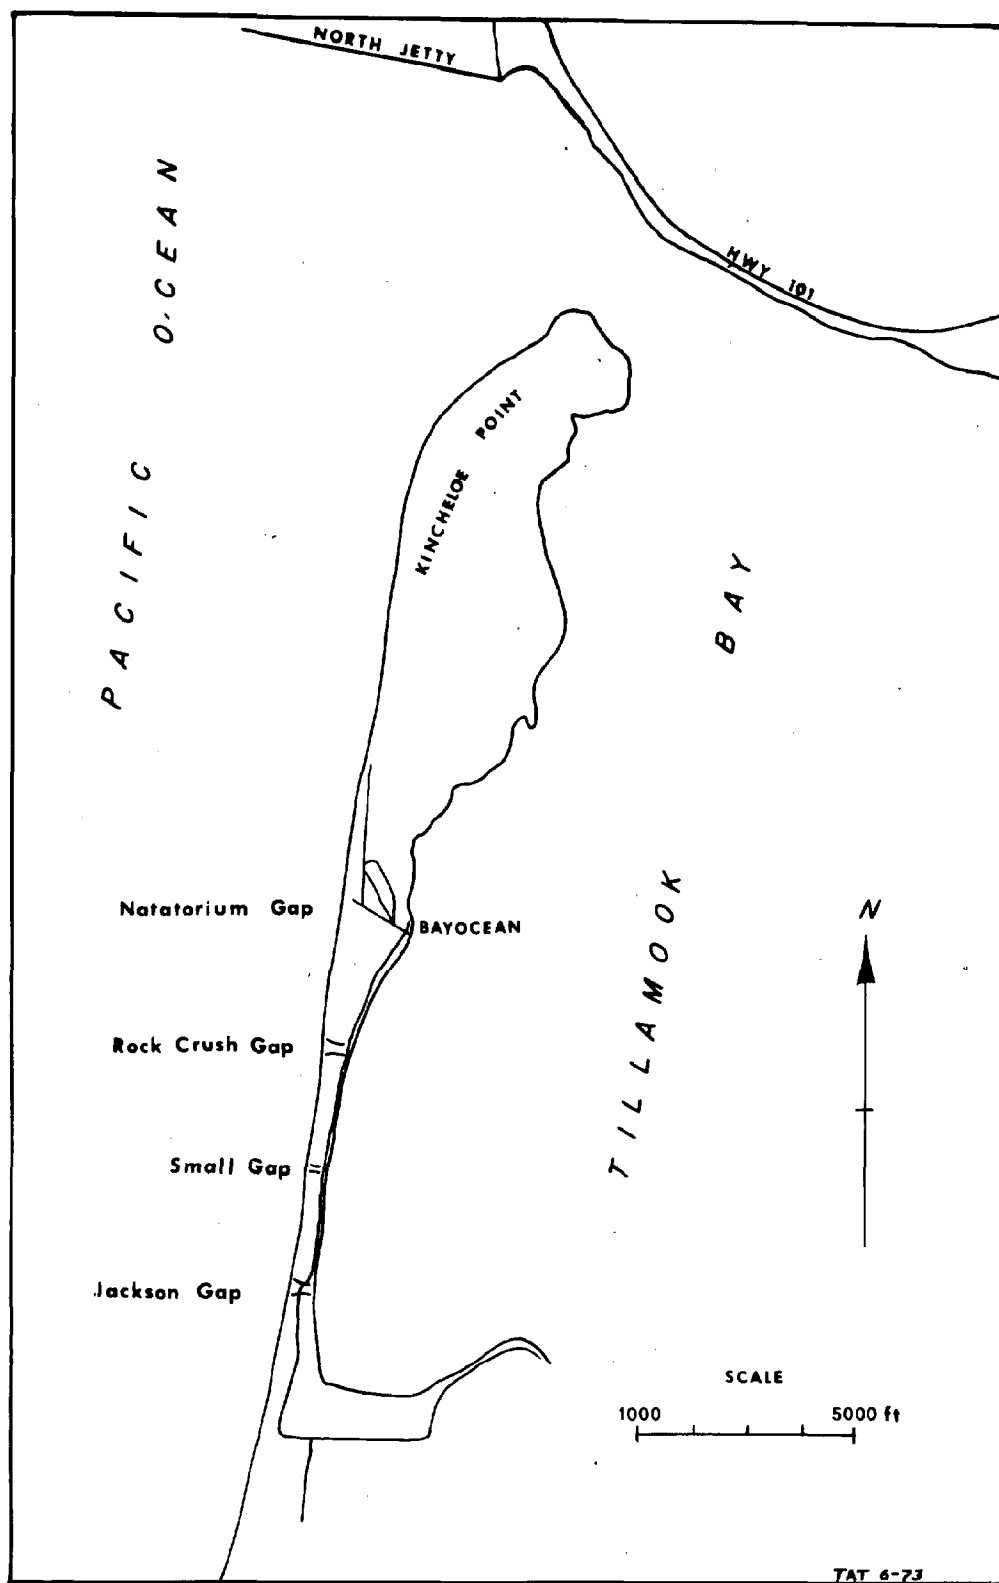 NORTH JETTY
PACIFIC OCEAN
HWY 101
KINCHELOE POINT
TILLAMOOK BAY
Natatorium Gap
BAYOCEAN
N
Rock Crush Gap
Small Gap
Jackson Gap
SCALE
1000 5000 ft
TAT 6-73